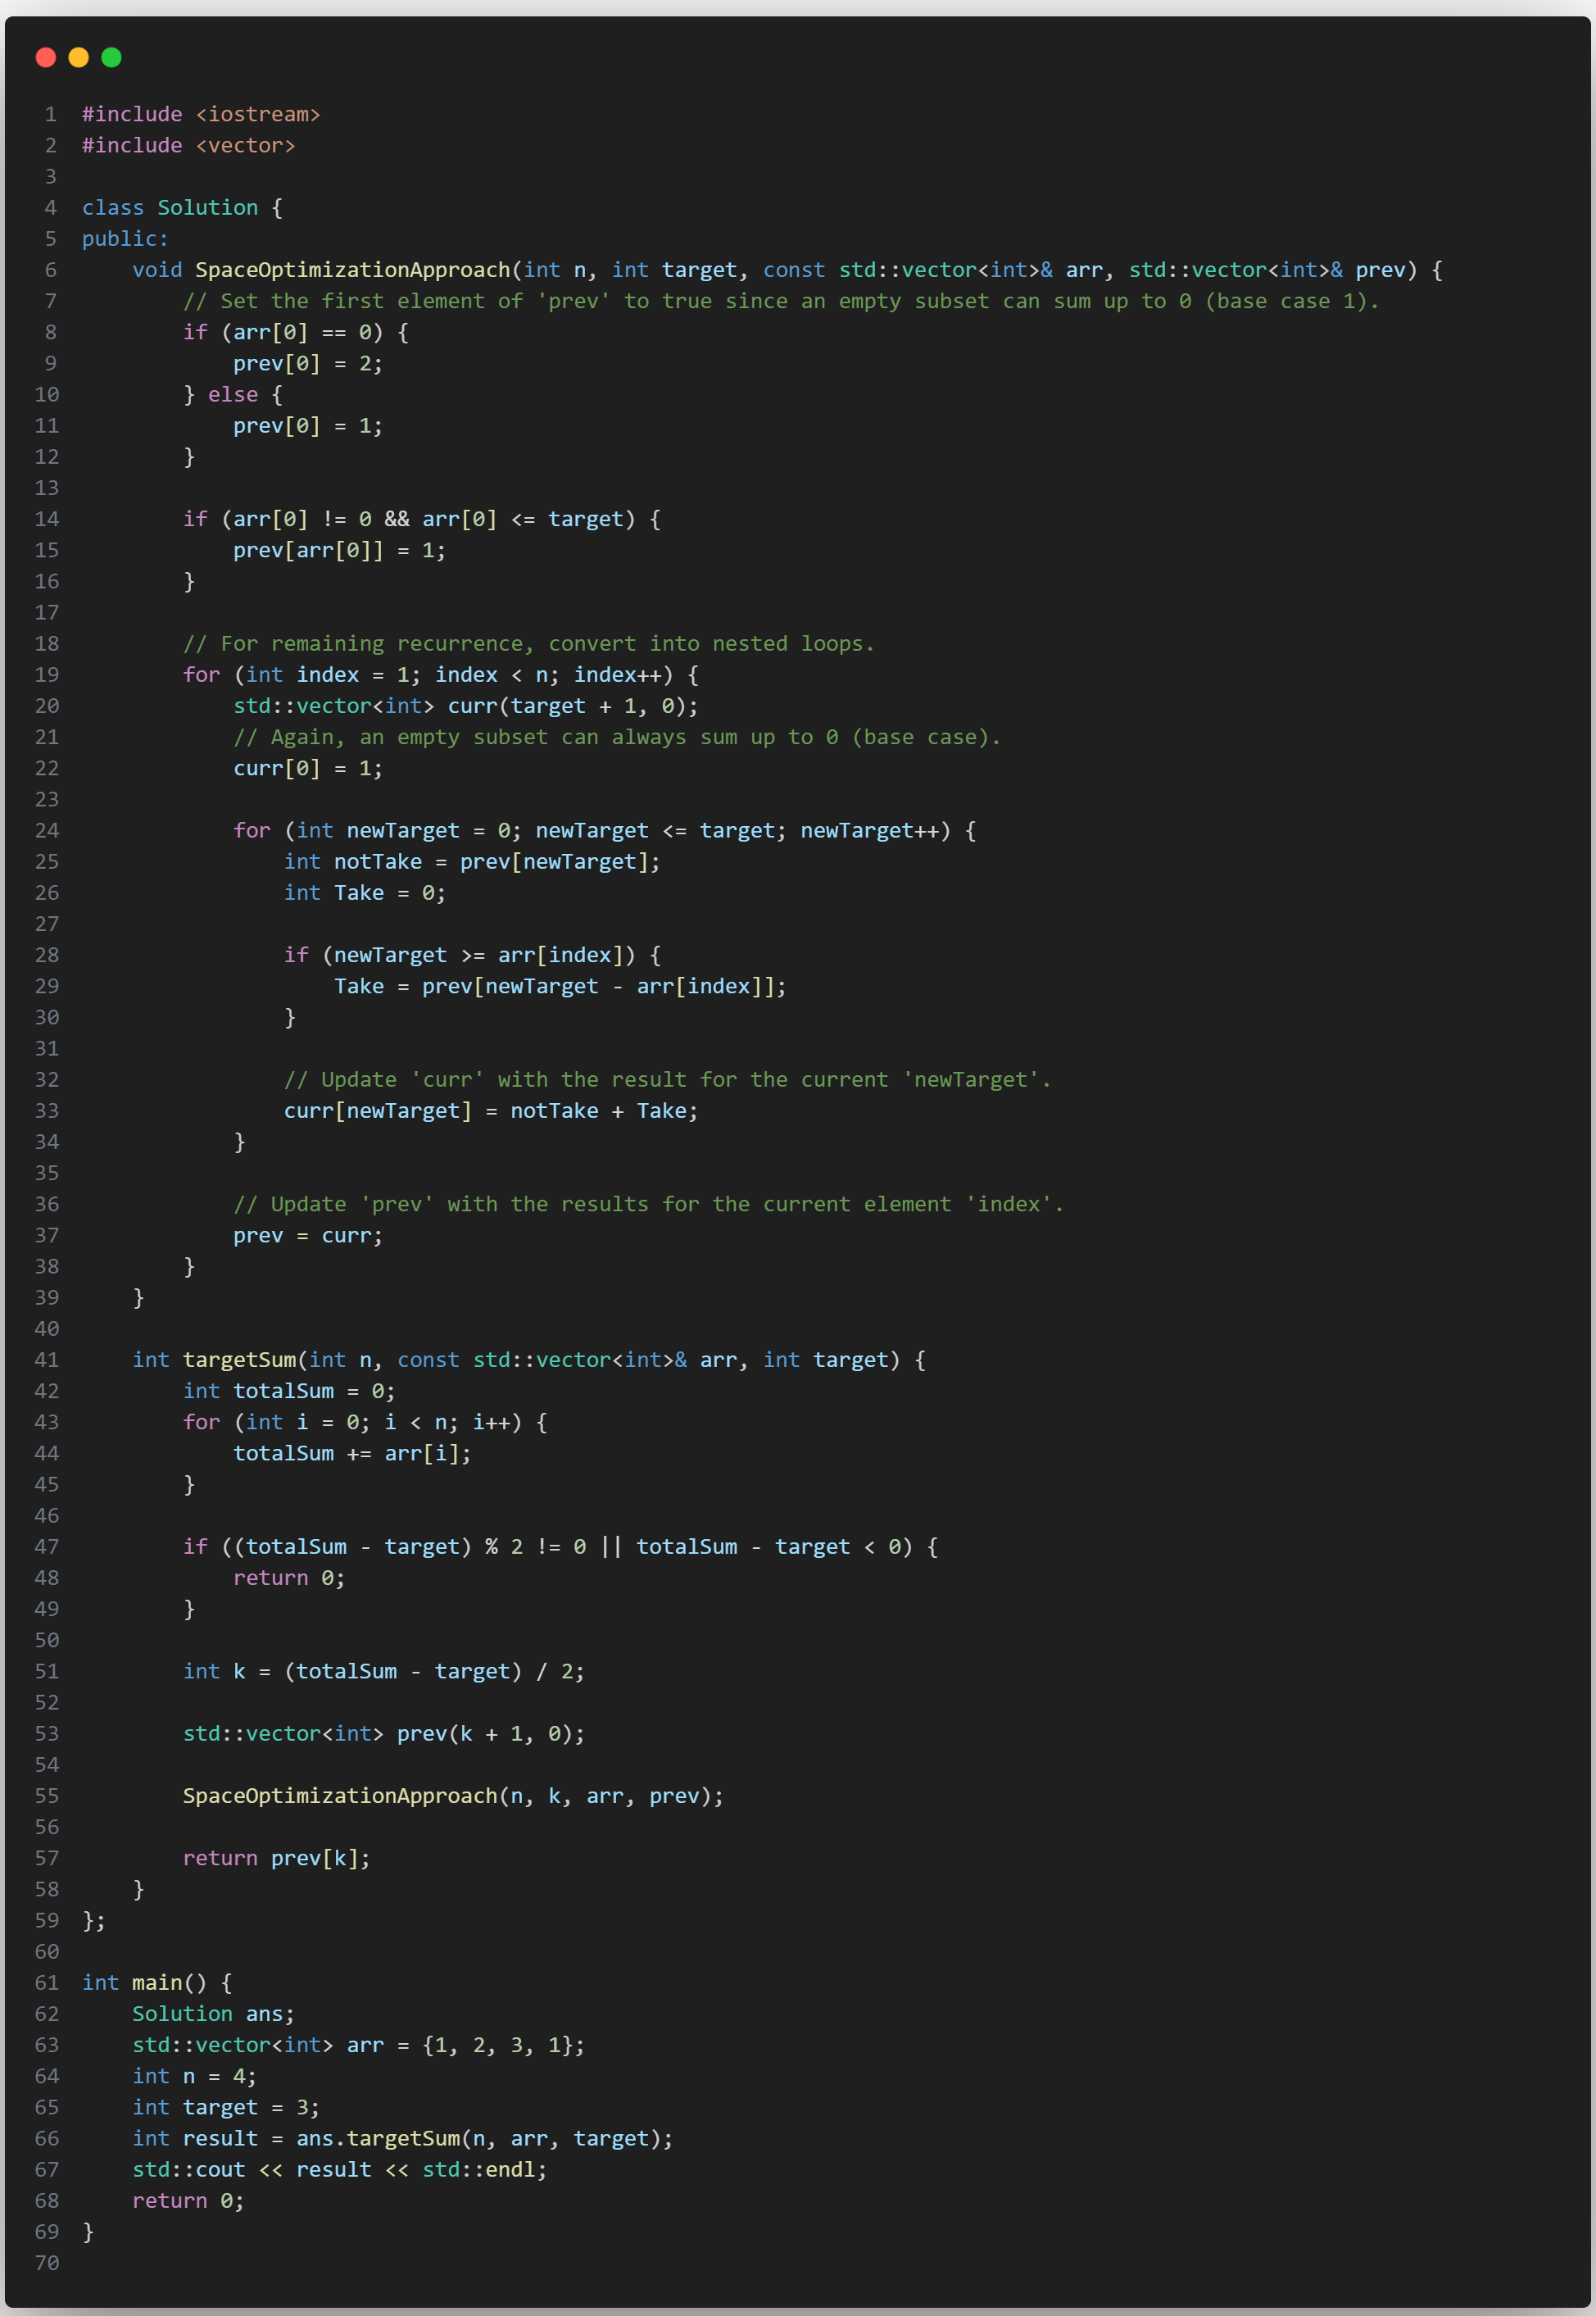 1 #include <iostream>
2 #include <vector>
3
4 class Solution {
5 public:
6     void SpaceOptimizationApproach(int n, int target, const std::vector<int>& arr, std::vector<int>& prev) {
7         // Set the first element of 'prev' to true since an empty subset can sum up to 0 (base case 1).
8         if (arr[0] == 0) {
9             prev[0] = 2;
10         } else {
11             prev[0] = 1;
12         }
13
14         if (arr[0] != 0 && arr[0] <= target) {
15             prev[arr[0]] = 1;
16         }
17
18         // For remaining recurrence, convert into nested loops.
19         for (int index = 1; index < n; index++) {
20             std::vector<int> curr(target + 1, 0);
21             // Again, an empty subset can always sum up to 0 (base case).
22             curr[0] = 1;
23
24             for (int newTarget = 0; newTarget <= target; newTarget++) {
25                 int notTake = prev[newTarget];
26                 int Take = 0;
27
28                 if (newTarget >= arr[index]) {
29                     Take = prev[newTarget - arr[index]];
30                 }
31
32                 // Update 'curr' with the result for the current 'newTarget'.
33                 curr[newTarget] = notTake + Take;
34             }
35
36             // Update 'prev' with the results for the current element 'index'.
37             prev = curr;
38         }
39     }
40
41     int targetSum(int n, const std::vector<int>& arr, int target) {
42         int totalSum = 0;
43         for (int i = 0; i < n; i++) {
44             totalSum += arr[i];
45         }
46
47         if ((totalSum - target) % 2 != 0 || totalSum - target < 0) {
48             return 0;
49         }
50
51         int k = (totalSum - target) / 2;
52
53         std::vector<int> prev(k + 1, 0);
54
55         SpaceOptimizationApproach(n, k, arr, prev);
56
57         return prev[k];
58     }
59 };
60
61 int main() {
62     Solution ans;
63     std::vector<int> arr = {1, 2, 3, 1};
64     int n = 4;
65     int target = 3;
66     int result = ans.targetSum(n, arr, target);
67     std::cout << result << std::endl;
68     return 0;
69 }
70